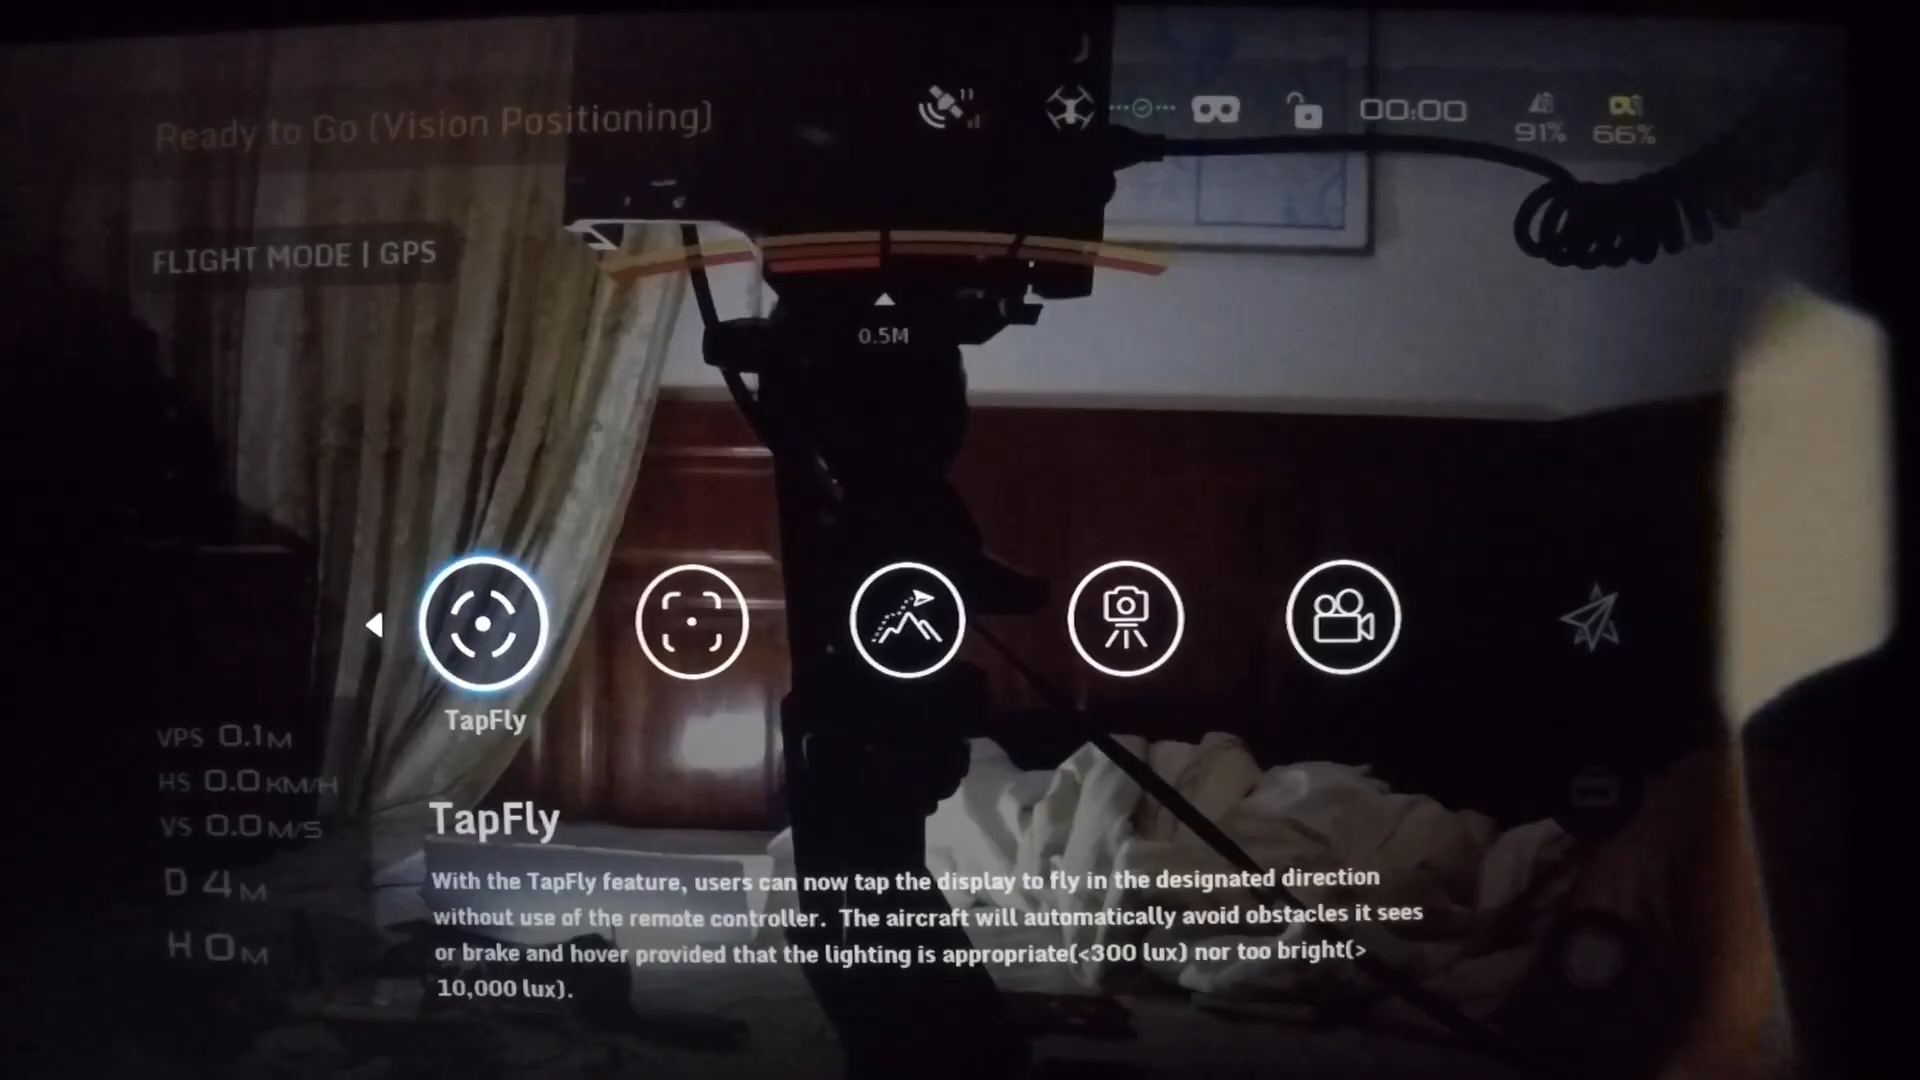 Ready to Go (Vision Positioning)
11
00:00
91%
66%
FLIGHT MODE | GPS
0.5M
TapFly
VPS 0.1M
HS 0.0KM/H
VS 0.0M/S
D 4M
H 0M
TapFly
With the TapFly feature, users can now tap the display to fly in the designated direction
without use of the remote controller. The aircraft will automatically avoid obstacles it sees
or brake and hover provided that the lighting is appropriate(<300 lux) nor too bright(>
10,000 lux).